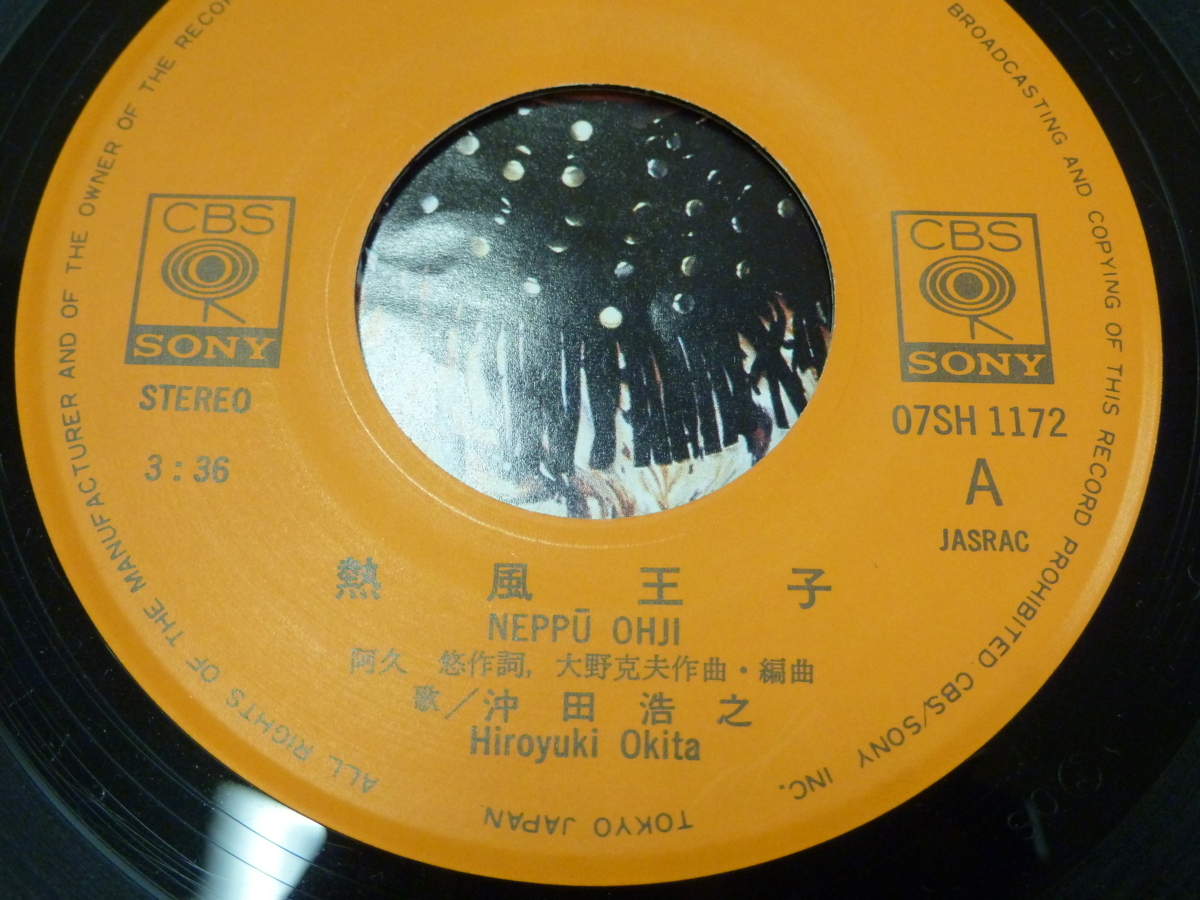 CBS
SONY
STEREO
3:36
CBS
SONY
07SH 1172
A
JASRAC
熱風王子
NEPPŪ OHJI
阿久 悠作詞, 大野克夫作曲・編曲
歌/沖田浩之
Hiroyuki Okita
ALL RIGHTS OF THE MANUFACTURER AND OF THE OWNER OF THE
BROADCASTING AND COPYING OF THIS RECORD PROHIBITED CBS/SONY INC.
TOKYO JAPAN